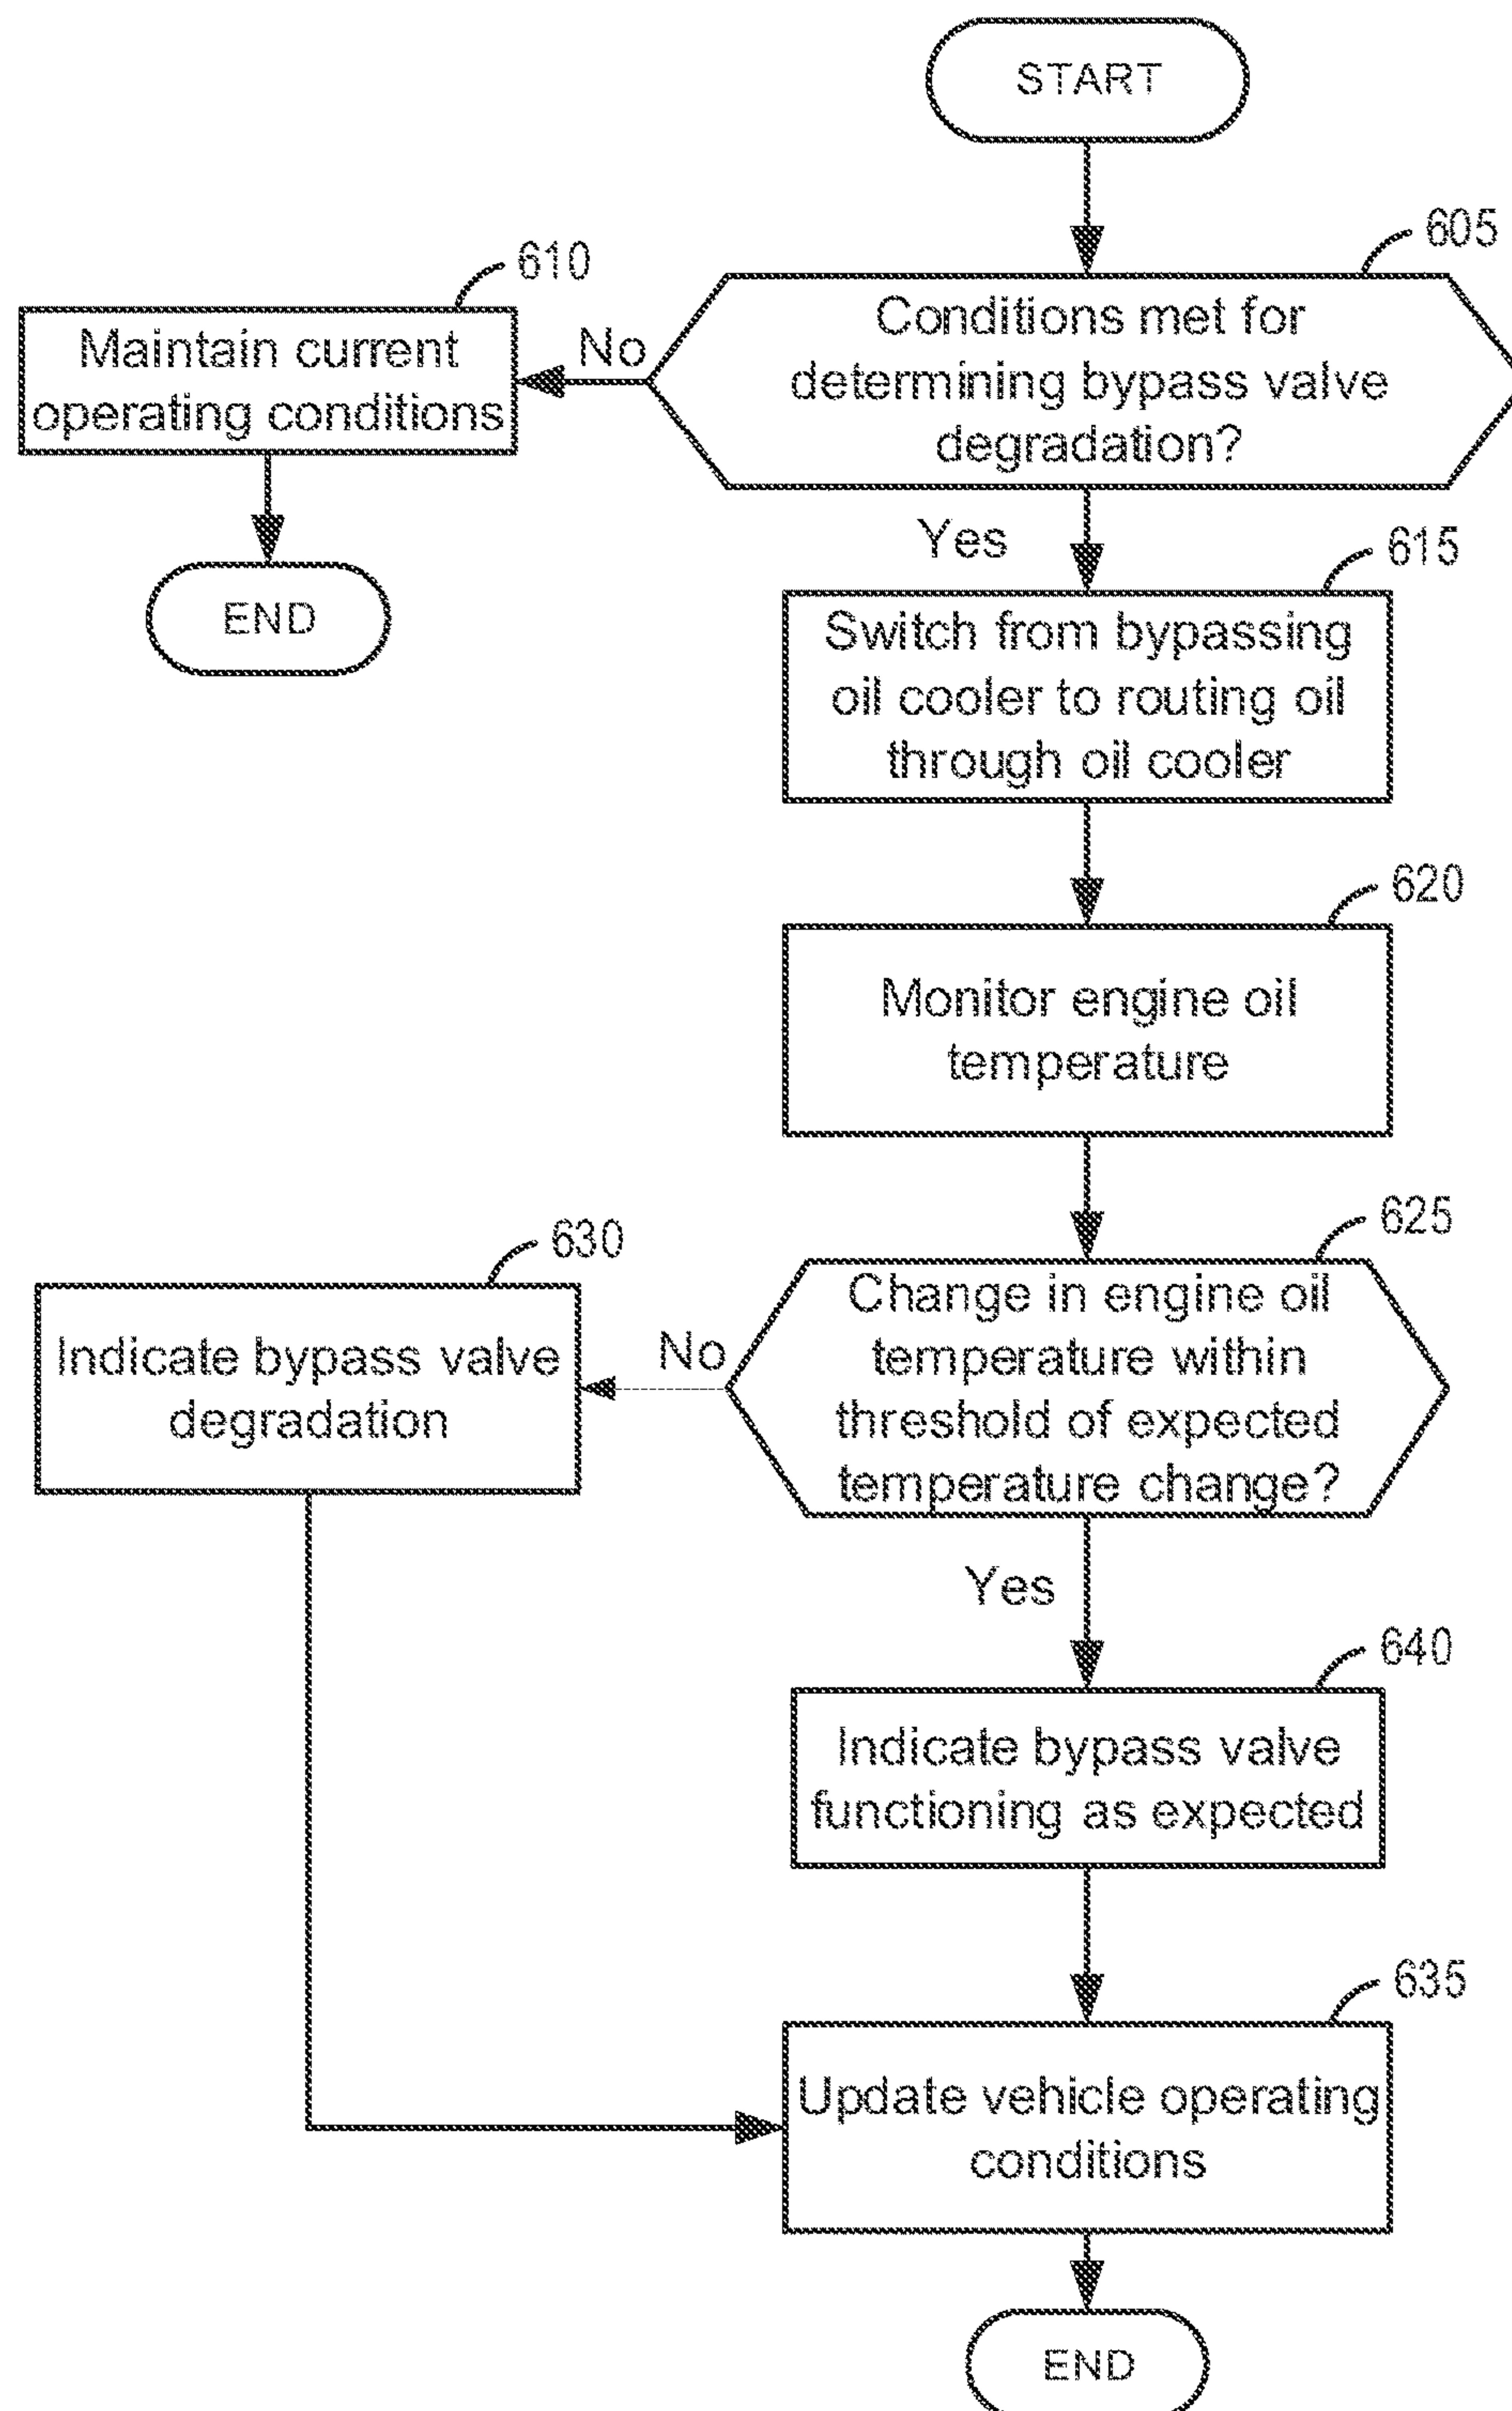 START
605
Conditions met for
determining bypass valve
degradation?
No
610
Maintain current
operating conditions
END
Yes
615
Switch from bypassing
oil cooler to routing oil
through oil cooler
620
Monitor engine oil
temperature
625
Change in engine oil
temperature within
threshold of expected
temperature change?
No
630
Indicate bypass valve
degradation
Yes
640
Indicate bypass valve
functioning as expected
635
Update vehicle operating
conditions
END